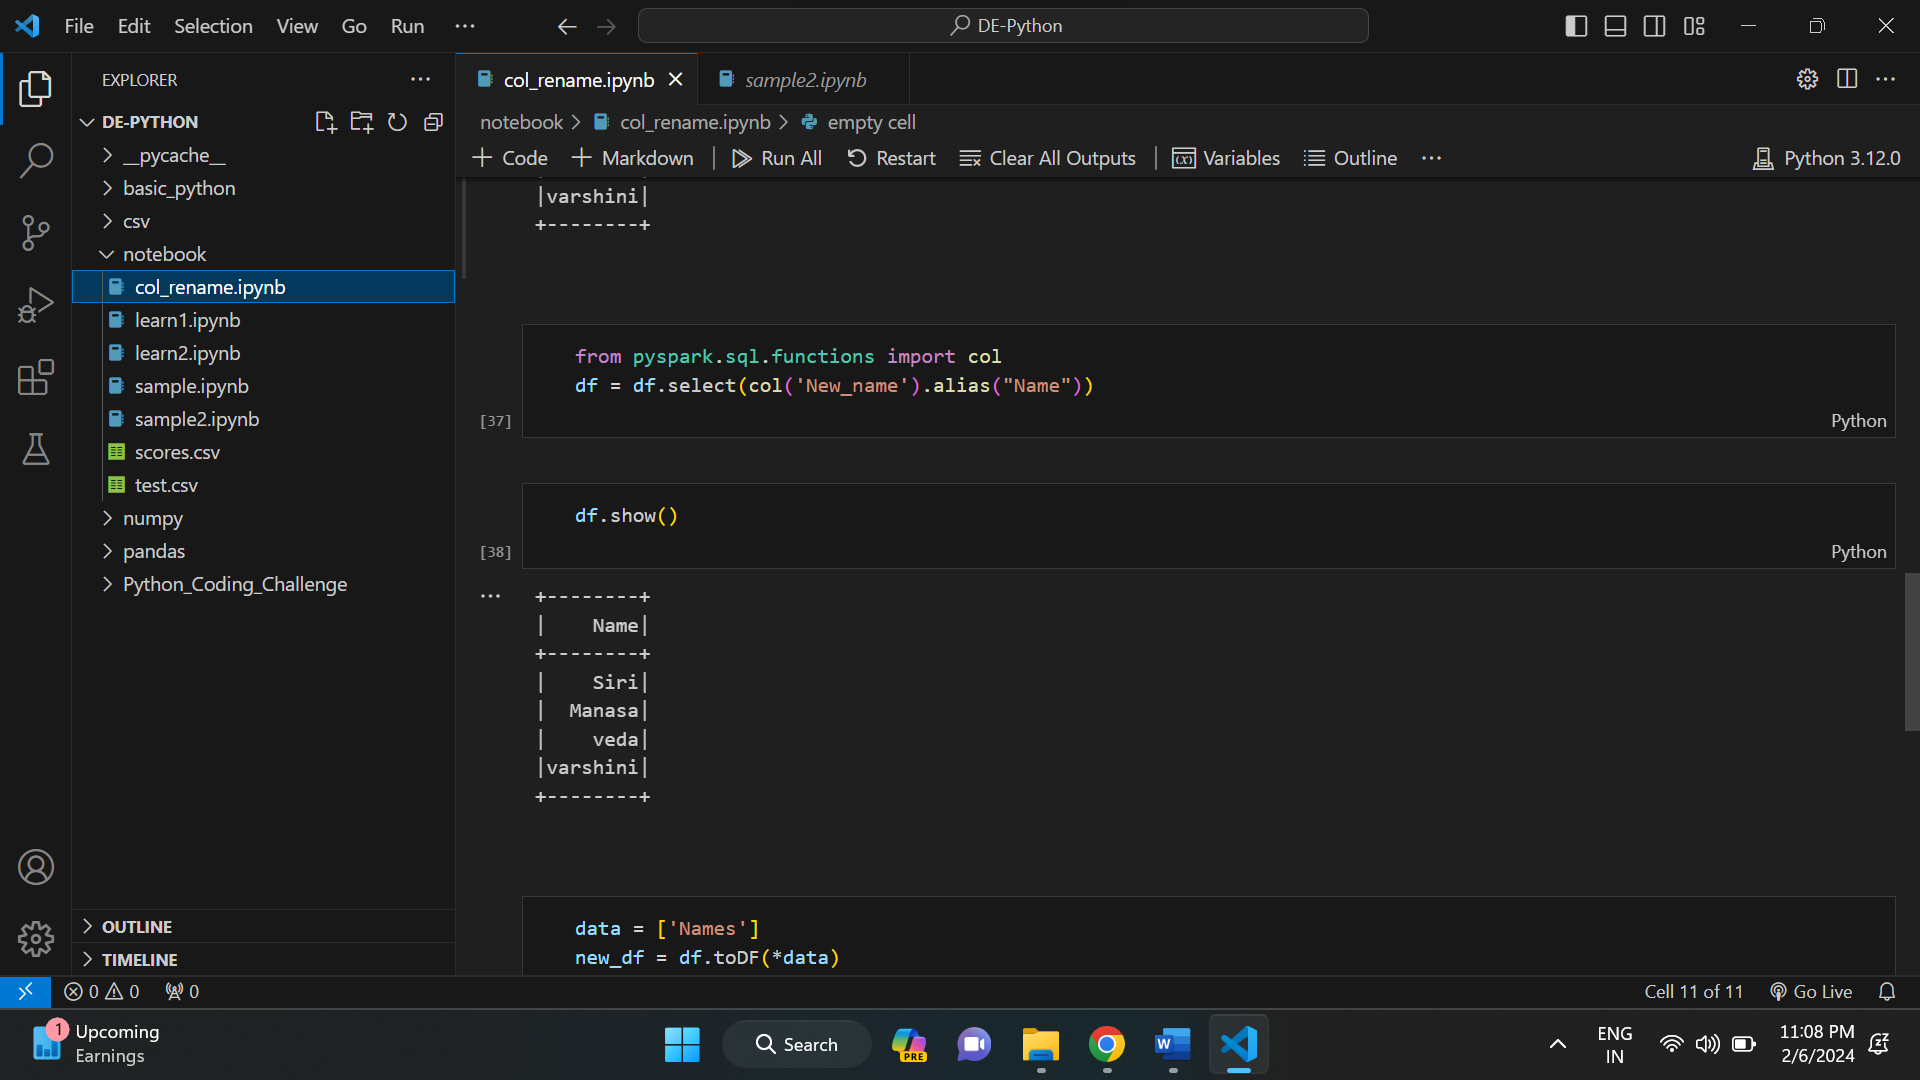 File Edit Selection View Go Run ... DE-Python
EXPLORER ...
col_rename.ipynb sample2.ipynb ...
DE-PYTHON
notebook > col_rename.ipynb > empty cell
+ Code + Markdown | Run All Restart Clear All Outputs | Variables Outline ... Python 3.12.0
__pycache__
basic_python
csv
notebook
col_rename.ipynb
learn1.ipynb
learn2.ipynb
sample.ipynb
sample2.ipynb
scores.csv
test.csv
numpy
pandas
Python_Coding_Challenge
OUTLINE
TIMELINE
|varshini|
+--------+
from pyspark.sql.functions import col
df = df.select(col('New_name').alias("Name"))
[37] Python
df.show()
[38] Python
... +--------+
|    Name|
+--------+
|    Siri|
|  Manasa|
|    veda|
|varshini|
+--------+
data = ['Names']
new_df = df.toDF(*data)
0 0 0 Cell 11 of 11 Go Live
1 Upcoming
Earnings
Search
PRE
W
ENG
IN
11:08 PM
2/6/2024